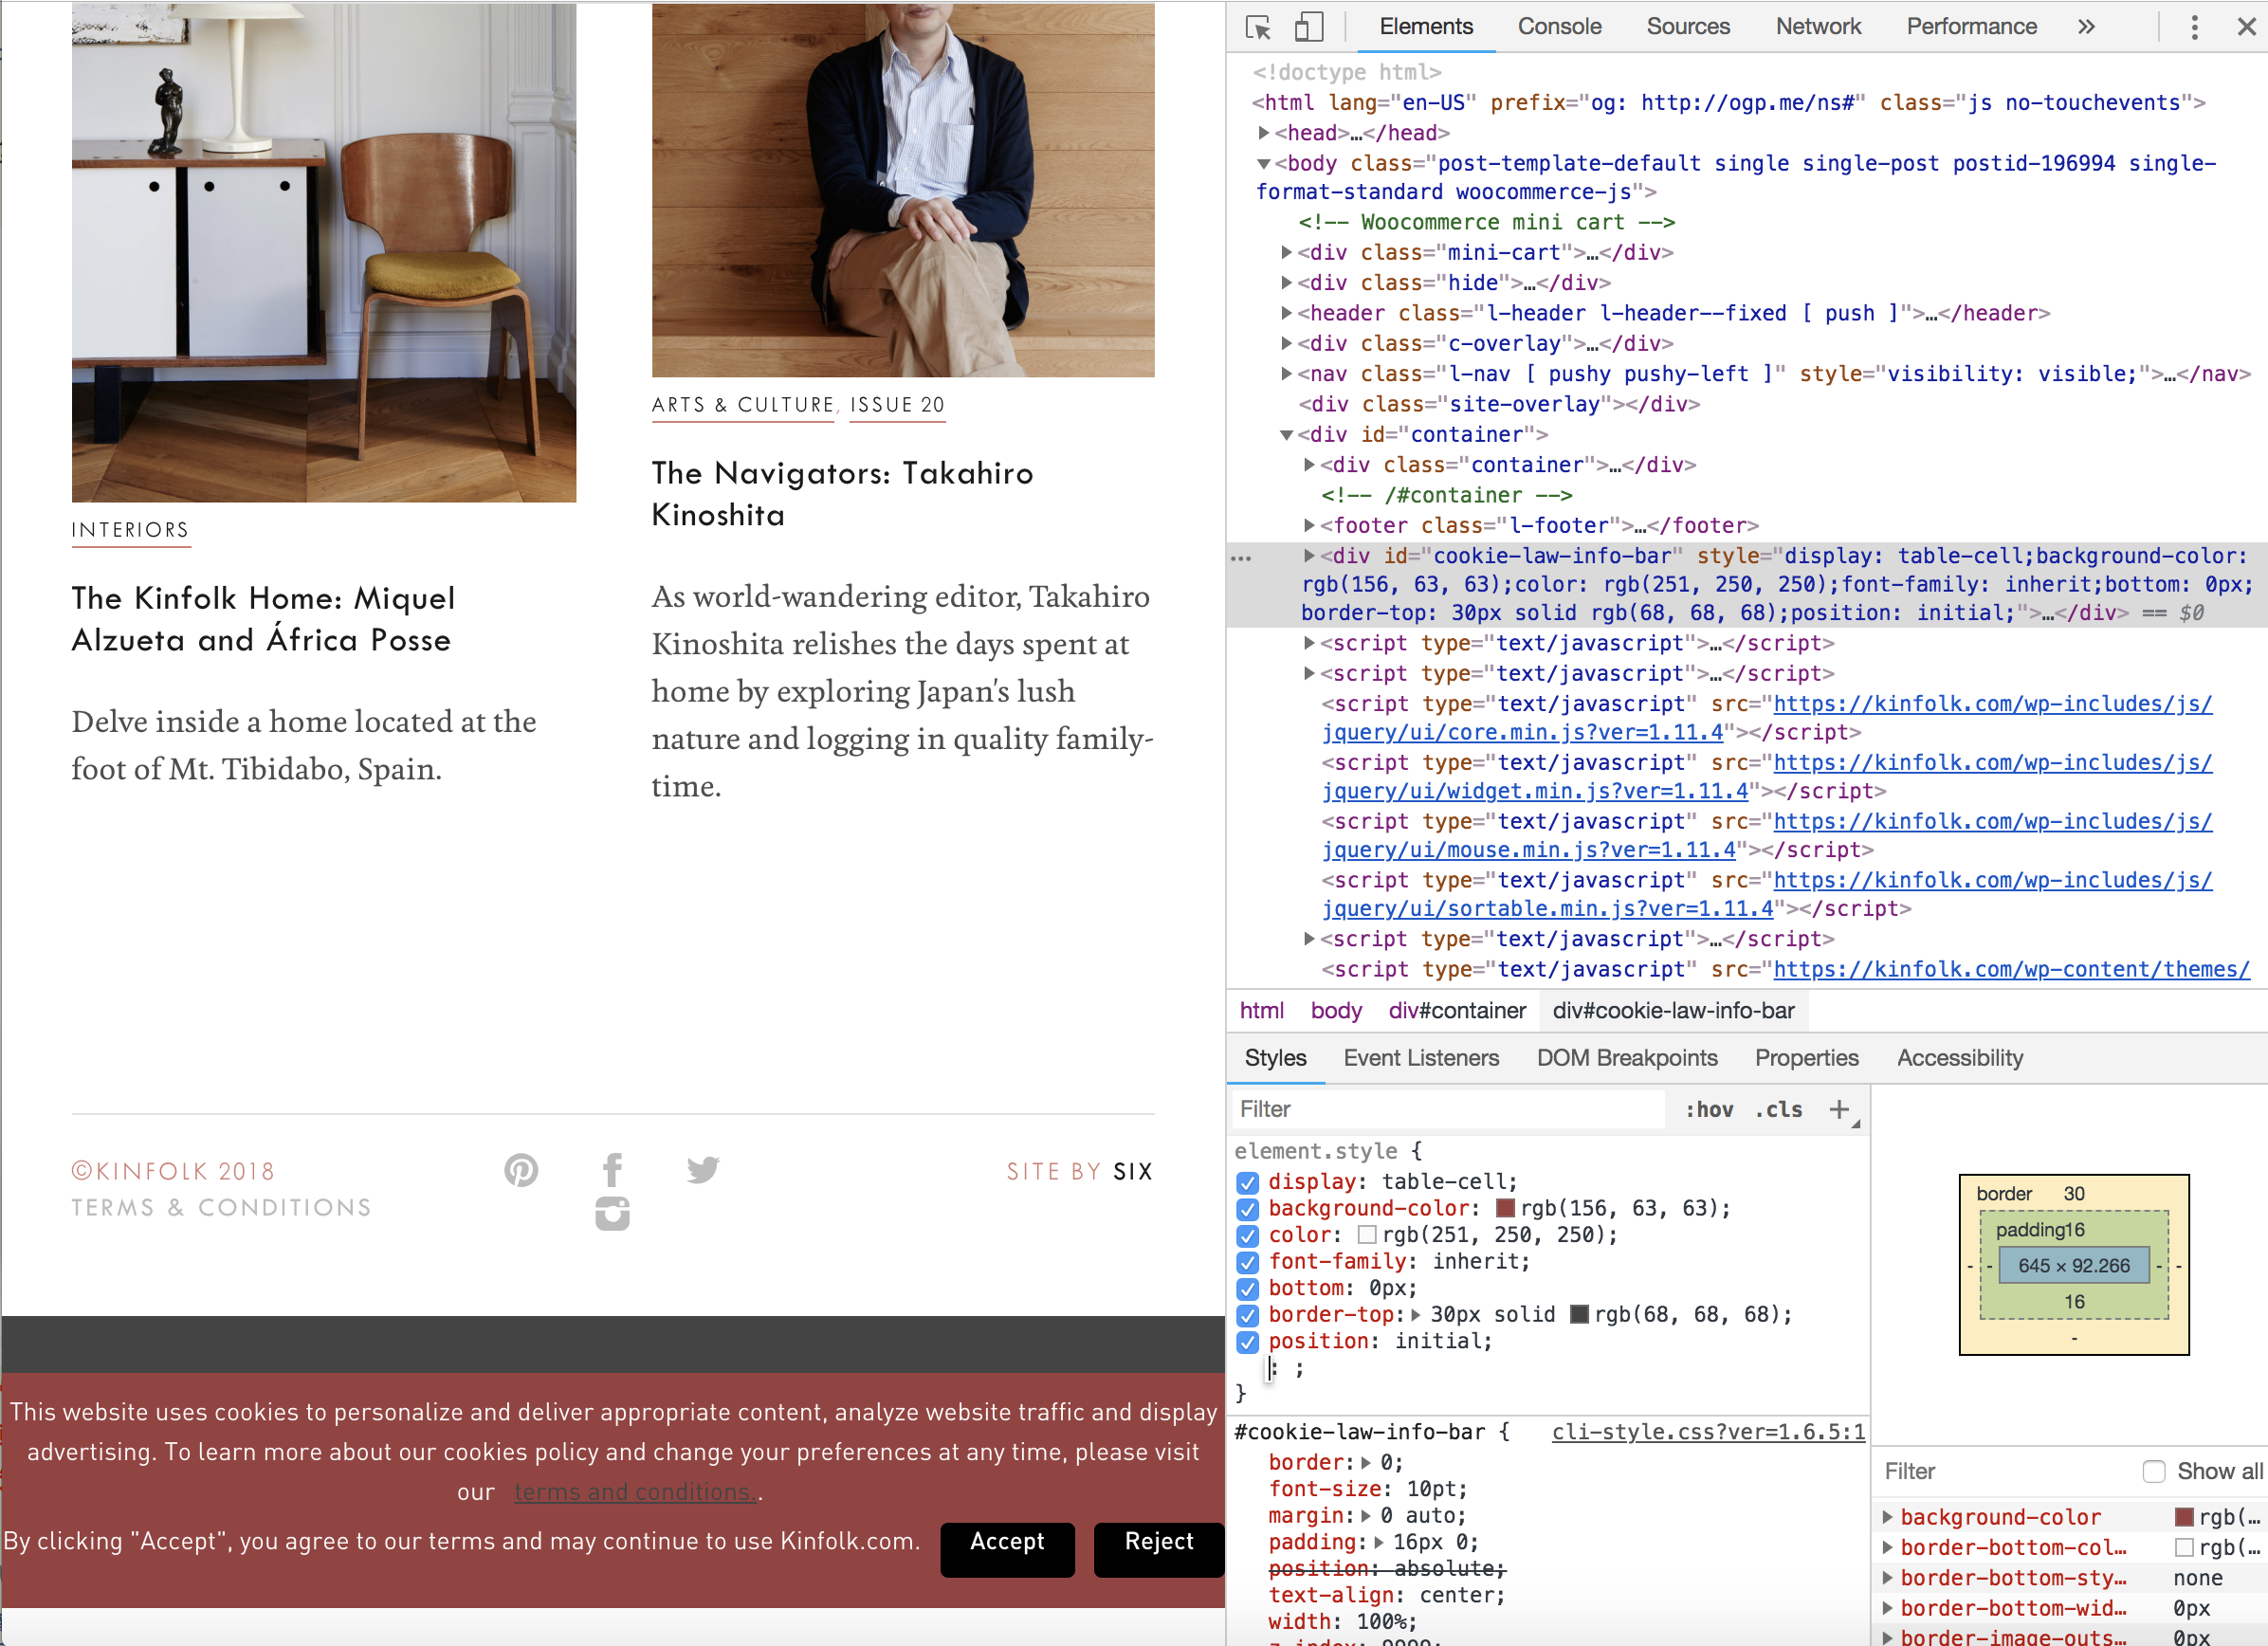 ARTS & CULTURE, ISSUE 20
The Navigators: Takahiro
Kinoshita
As world-wandering editor, Takahiro
Kinoshita relishes the days spent at
home by exploring Japan's lush
nature and logging in quality family-
time.
INTERIORS
The Kinfolk Home: Miquel
Alzueta and África Posse
Delve inside a home located at the
foot of Mt. Tibidabo, Spain.
©KINFOLK 2018
TERMS & CONDITIONS
SITE BY SIX
This website uses cookies to personalize and deliver appropriate content, analyze website traffic and display
advertising. To learn more about our cookies policy and change your preferences at any time, please visit
our terms and conditions..
By clicking "Accept", you agree to our terms and may continue to use Kinfolk.com. Accept Reject
Elements Console Sources Network Performance »
<!doctype html>
<html lang="en-US" prefix="og: http://ogp.me/ns#" class="js no-touchevents">
<head>…</head>
<body class="post-template-default single single-post postid-196994 single-
format-standard woocommerce-js">
<!-- Woocommerce mini cart -->
<div class="mini-cart">…</div>
<div class="hide">…</div>
<header class="l-header l-header--fixed [ push ]">…</header>
<div class="c-overlay">…</div>
<nav class="l-nav [ pushy pushy-left ]" style="visibility: visible;">…</nav>
<div class="site-overlay"></div>
<div id="container">
<div class="container">…</div>
<!-- /#container -->
<footer class="l-footer">…</footer>
<div id="cookie-law-info-bar" style="display: table-cell;background-color:
rgb(156, 63, 63);color: rgb(251, 250, 250);font-family: inherit;bottom: 0px;
border-top: 30px solid rgb(68, 68, 68);position: initial;">…</div> == $0
<script type="text/javascript">…</script>
<script type="text/javascript">…</script>
<script type="text/javascript" src="https://kinfolk.com/wp-includes/js/
jquery/ui/core.min.js?ver=1.11.4"></script>
<script type="text/javascript" src="https://kinfolk.com/wp-includes/js/
jquery/ui/widget.min.js?ver=1.11.4"></script>
<script type="text/javascript" src="https://kinfolk.com/wp-includes/js/
jquery/ui/mouse.min.js?ver=1.11.4"></script>
<script type="text/javascript" src="https://kinfolk.com/wp-includes/js/
jquery/ui/sortable.min.js?ver=1.11.4"></script>
<script type="text/javascript">…</script>
<script type="text/javascript" src="https://kinfolk.com/wp-content/themes/
html body div#container div#cookie-law-info-bar
Styles Event Listeners DOM Breakpoints Properties Accessibility
Filter :hov .cls +
element.style {
display: table-cell;
background-color: rgb(156, 63, 63);
color: rgb(251, 250, 250);
font-family: inherit;
bottom: 0px;
border-top: 30px solid rgb(68, 68, 68);
position: initial;
: ;
}
#cookie-law-info-bar { cli-style.css?ver=1.6.5:1
border: 0;
font-size: 10pt;
margin: 0 auto;
padding: 16px 0;
position: absolute;
text-align: center;
width: 100%;
z-index: 9999;
border 30
padding16
- - 645 × 92.266 - -
16
-
Filter Show all
background-color rgb(…
border-bottom-col… rgb(…
border-bottom-sty… none
border-bottom-wid… 0px
border-image-outs… 0px